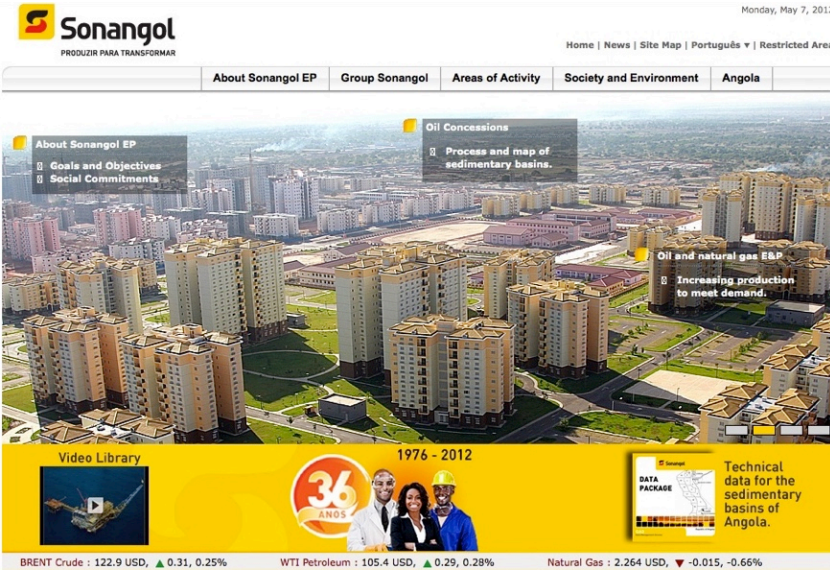 Monday, May 7, 2012
Sonangol
PRODUZIR PARA TRANSFORMAR
Home | News | Site Map | Português ▾ | Restricted Area
About Sonangol EP
Group Sonangol
Areas of Activity
Society and Environment
Angola
Oil Concessions
Process and map of
sedimentary basins.
About Sonangol EP
Goals and Objectives
Social Commitments
Oil and natural gas E&P
Increasing production
to meet demand.
Video Library
1976 - 2012
36
ANOS
Sonangol
DATA
PACKAGE
Technical
data for the
sedimentary
basins of
Angola.
BRENT Crude : 122.9 USD, ▲ 0.31, 0.25%
WTI Petroleum : 105.4 USD, ▲ 0.29, 0.28%
Natural Gas : 2.264 USD, ▼ -0.015, -0.66%